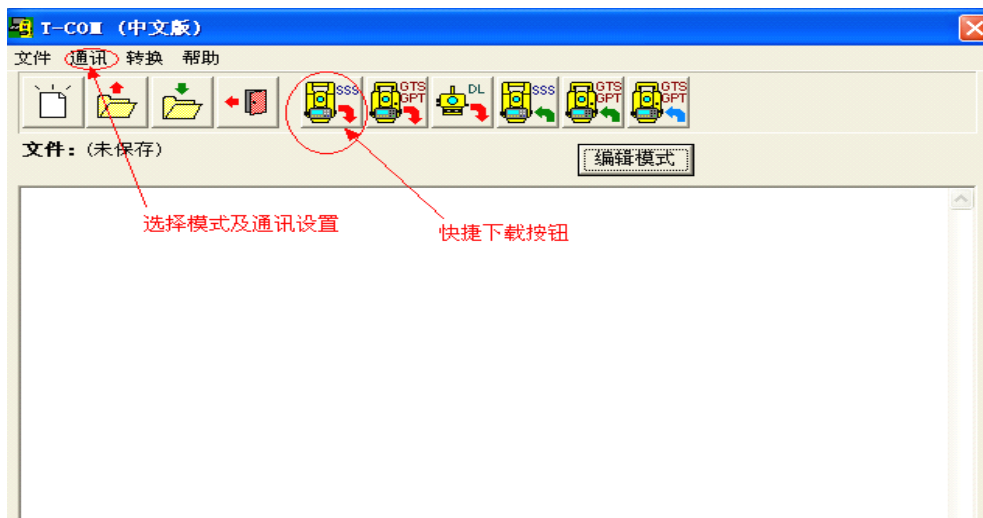 T-COM (中文版)
文件 通讯 转换 帮助
SSS GTS GPT DL SSS GTS GPT GTS GPT
文件: (未保存)
编辑模式
选择模式及通讯设置
快捷下载按钮